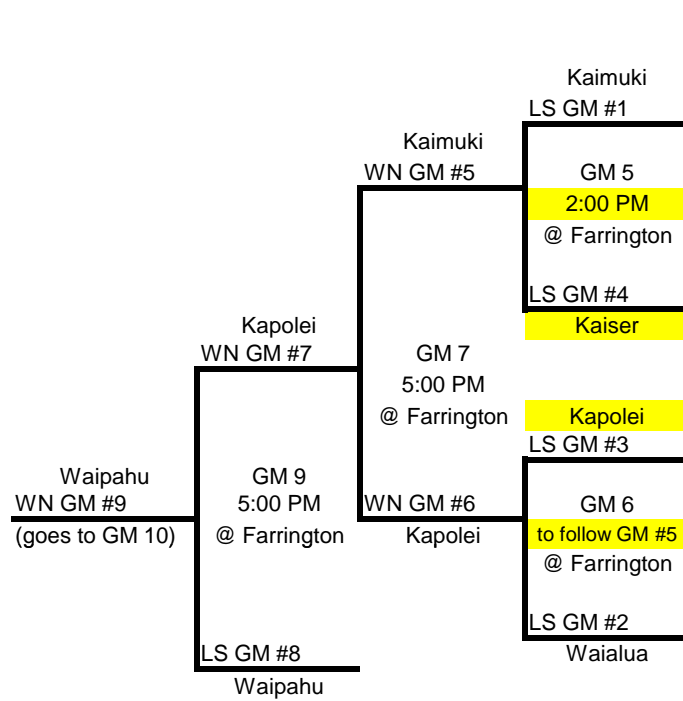 Kaimuki
LS GM #1
Kaimuki
WN GM #5
GM 5
2:00 PM
@ Farrington
LS GM #4
Kaiser
Kapolei
WN GM #7
GM 7
5:00 PM
@ Farrington
Kapolei
LS GM #3
Waipahu
WN GM #9
(goes to GM 10)
GM 9
5:00 PM
@ Farrington
WN GM #6
Kapolei
GM 6
to follow GM #5
@ Farrington
LS GM #2
Waialua
LS GM #8
Waipahu